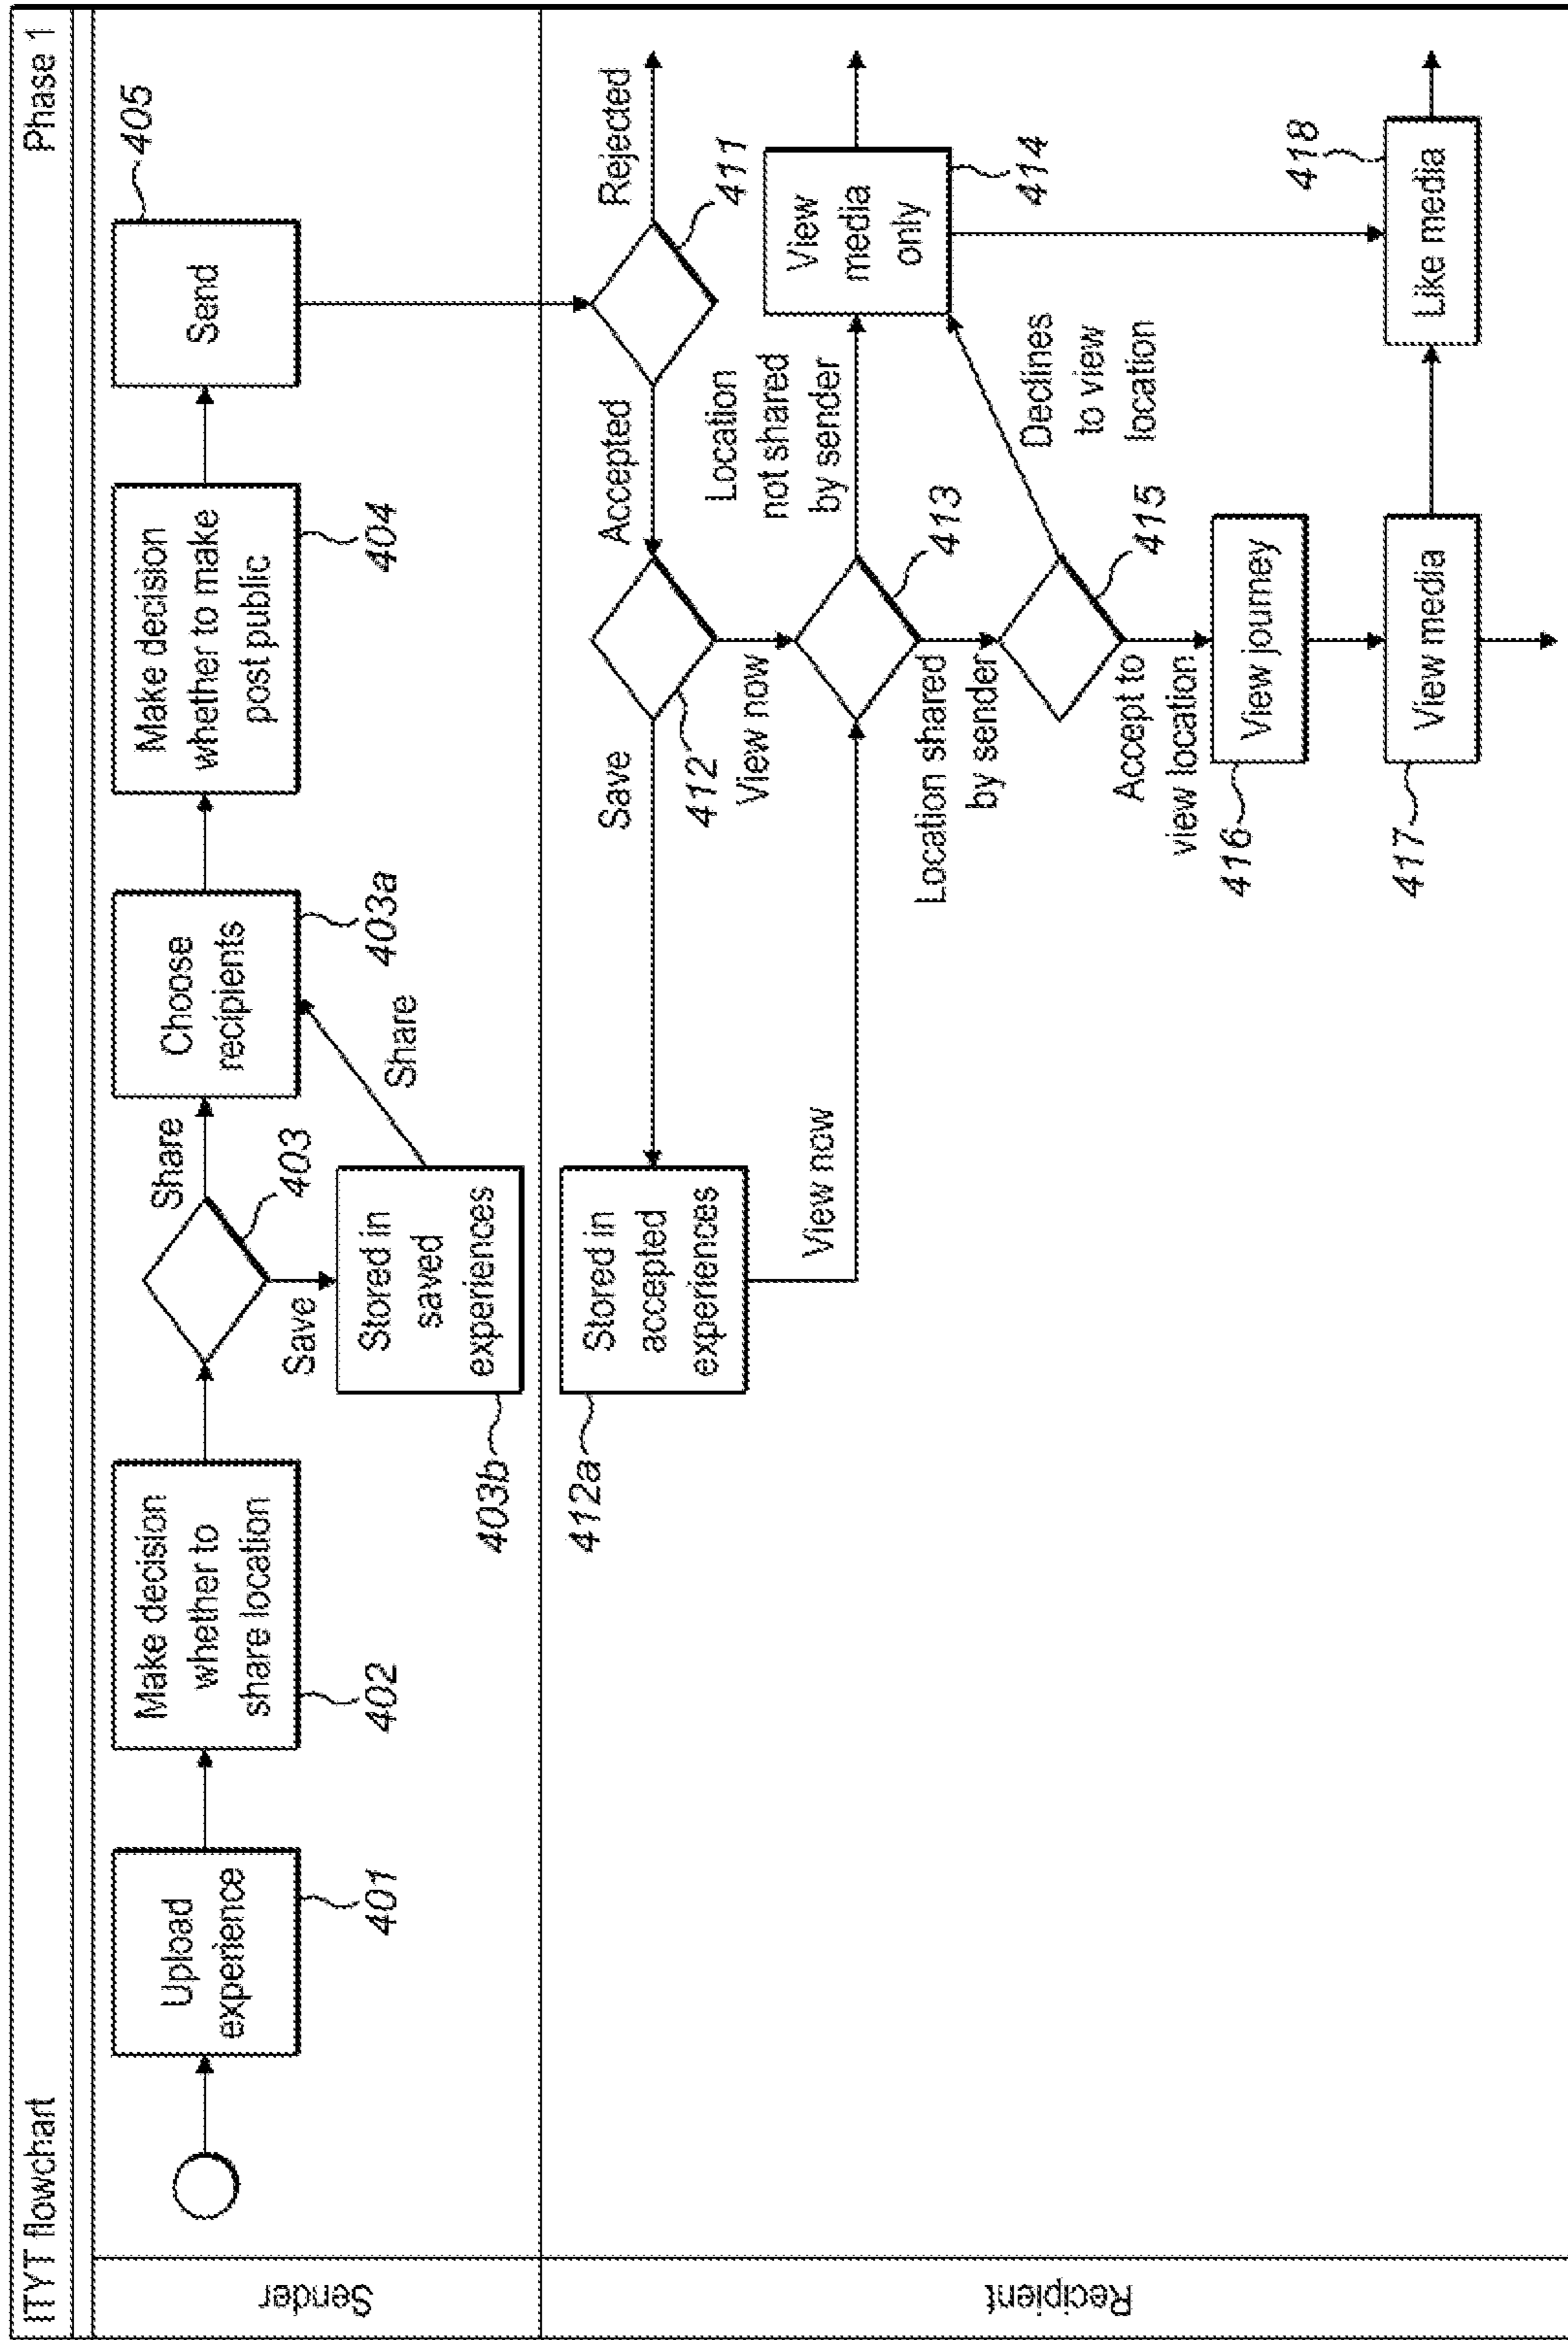 ITYT flowchart
Phase 1
Sender
Upload
experience
401
Make decision
whether to
share location
402
403
Share
Save
Stored in
saved
experiences
403b
Share
Choose
recipients
403a
Make decision
whether to make
post public
404
Send
405
Recipient
Rejected
411
Accepted
412
Save
Stored in
accepted
experiences
412a
View now
View now
413
Location
not shared
by sender
View
media
only
414
Location shared
by sender
415
Declines
to view
location
Accept to
view location
View journey
416
View media
417
Like media
418